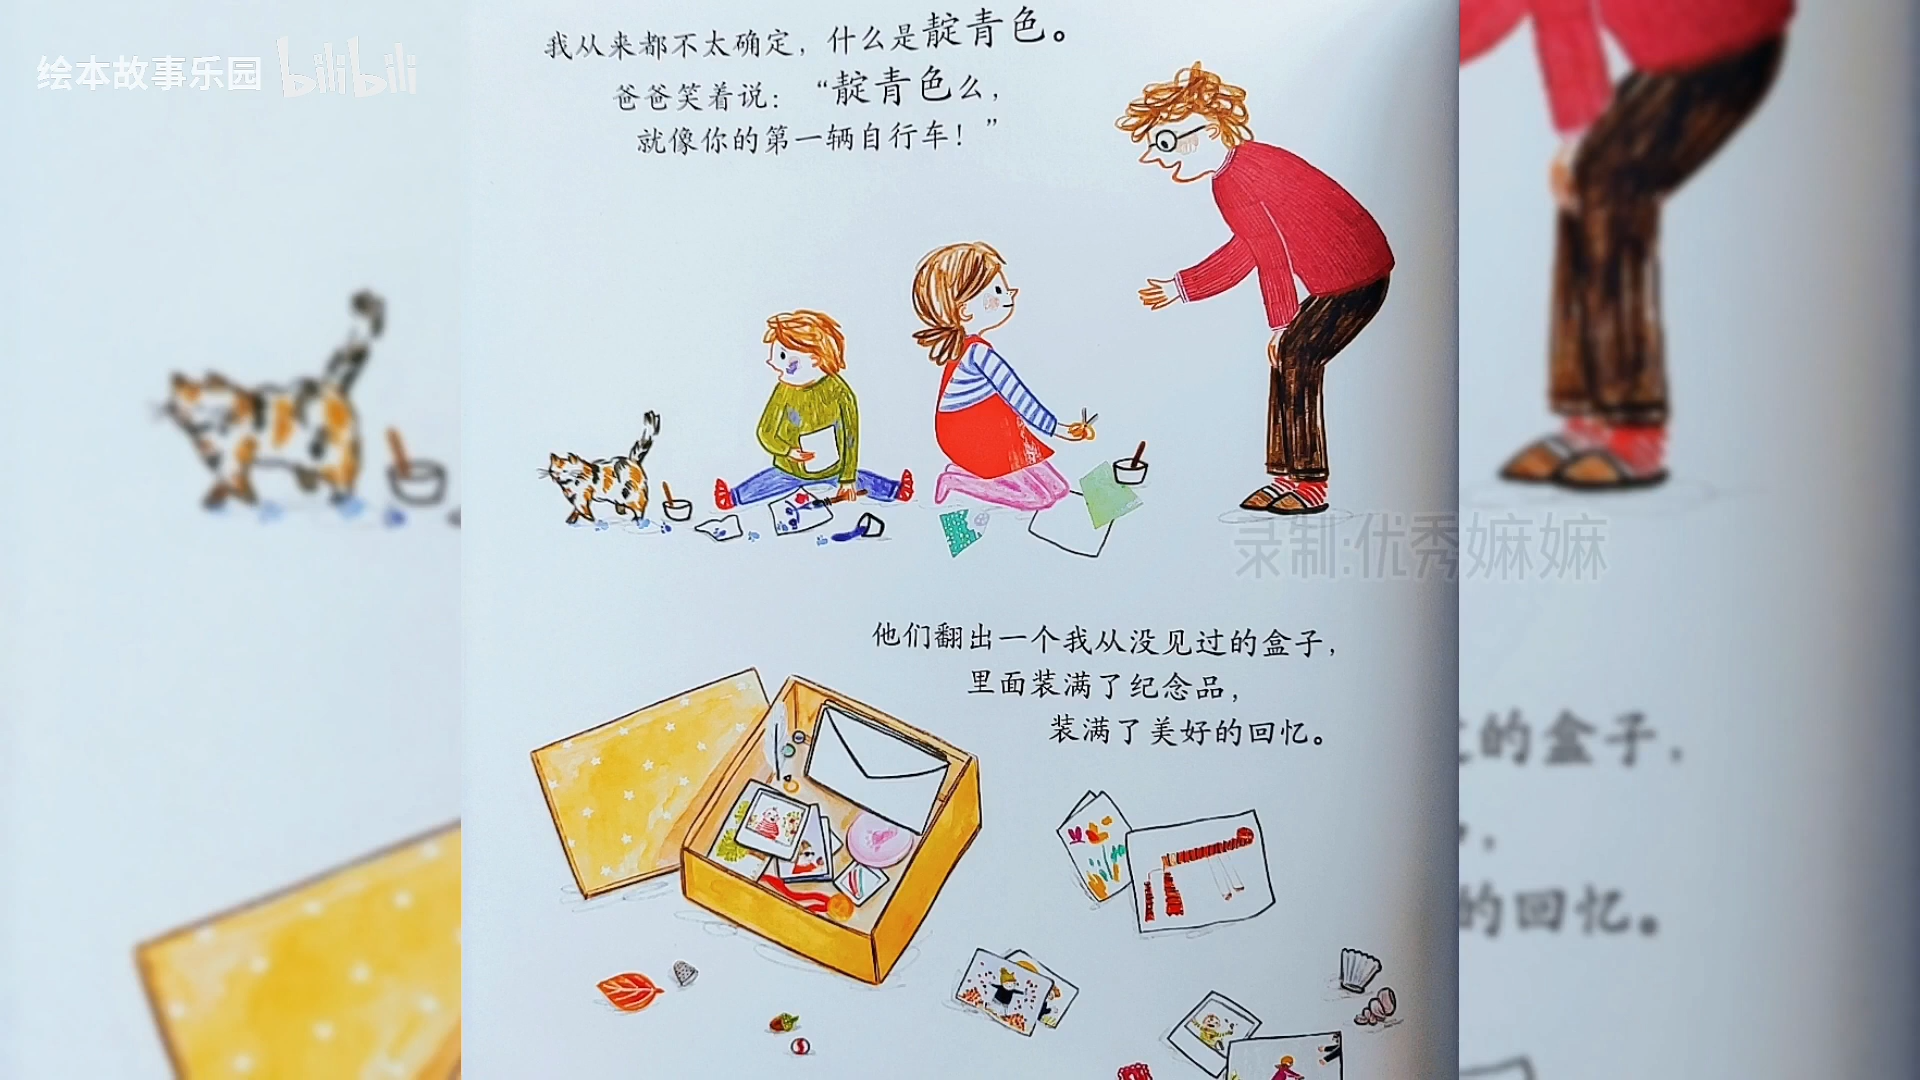 绘本故事乐园 bilibili
我从来都不太确定，什么是靛青色。
爸爸笑着说：“靛青色么，
就像你的第一辆自行车！”
录制:优秀嫲嫲
他们翻出一个我从没见过的盒子，
里面装满了纪念品，
装满了美好的回忆。
的盒子，
的回忆。